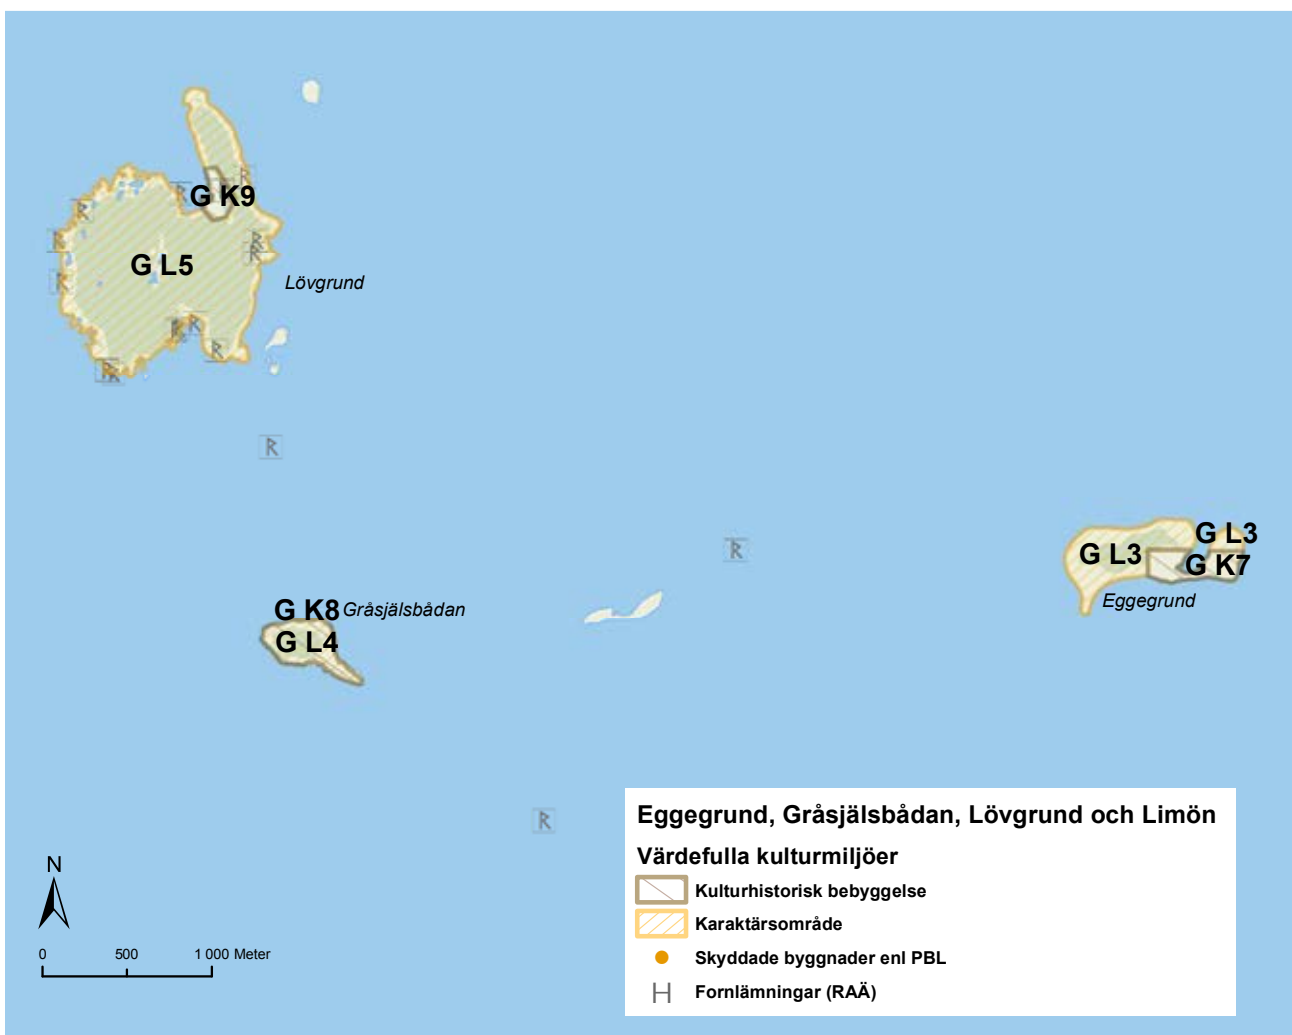 G K9
G L5
Lövgrund
G L3
G L3
G K7
Eggegrund
G K8 Gråsjälsbådan
G L4
Eggegrund, Gråsjälsbådan, Lövgrund och Limön
Värdefulla kulturmiljöer
Kulturhistorisk bebyggelse
Karaktärsområde
Skyddade byggnader enl PBL
Fornlämningar (RAÄ)
N
0 500 1 000 Meter